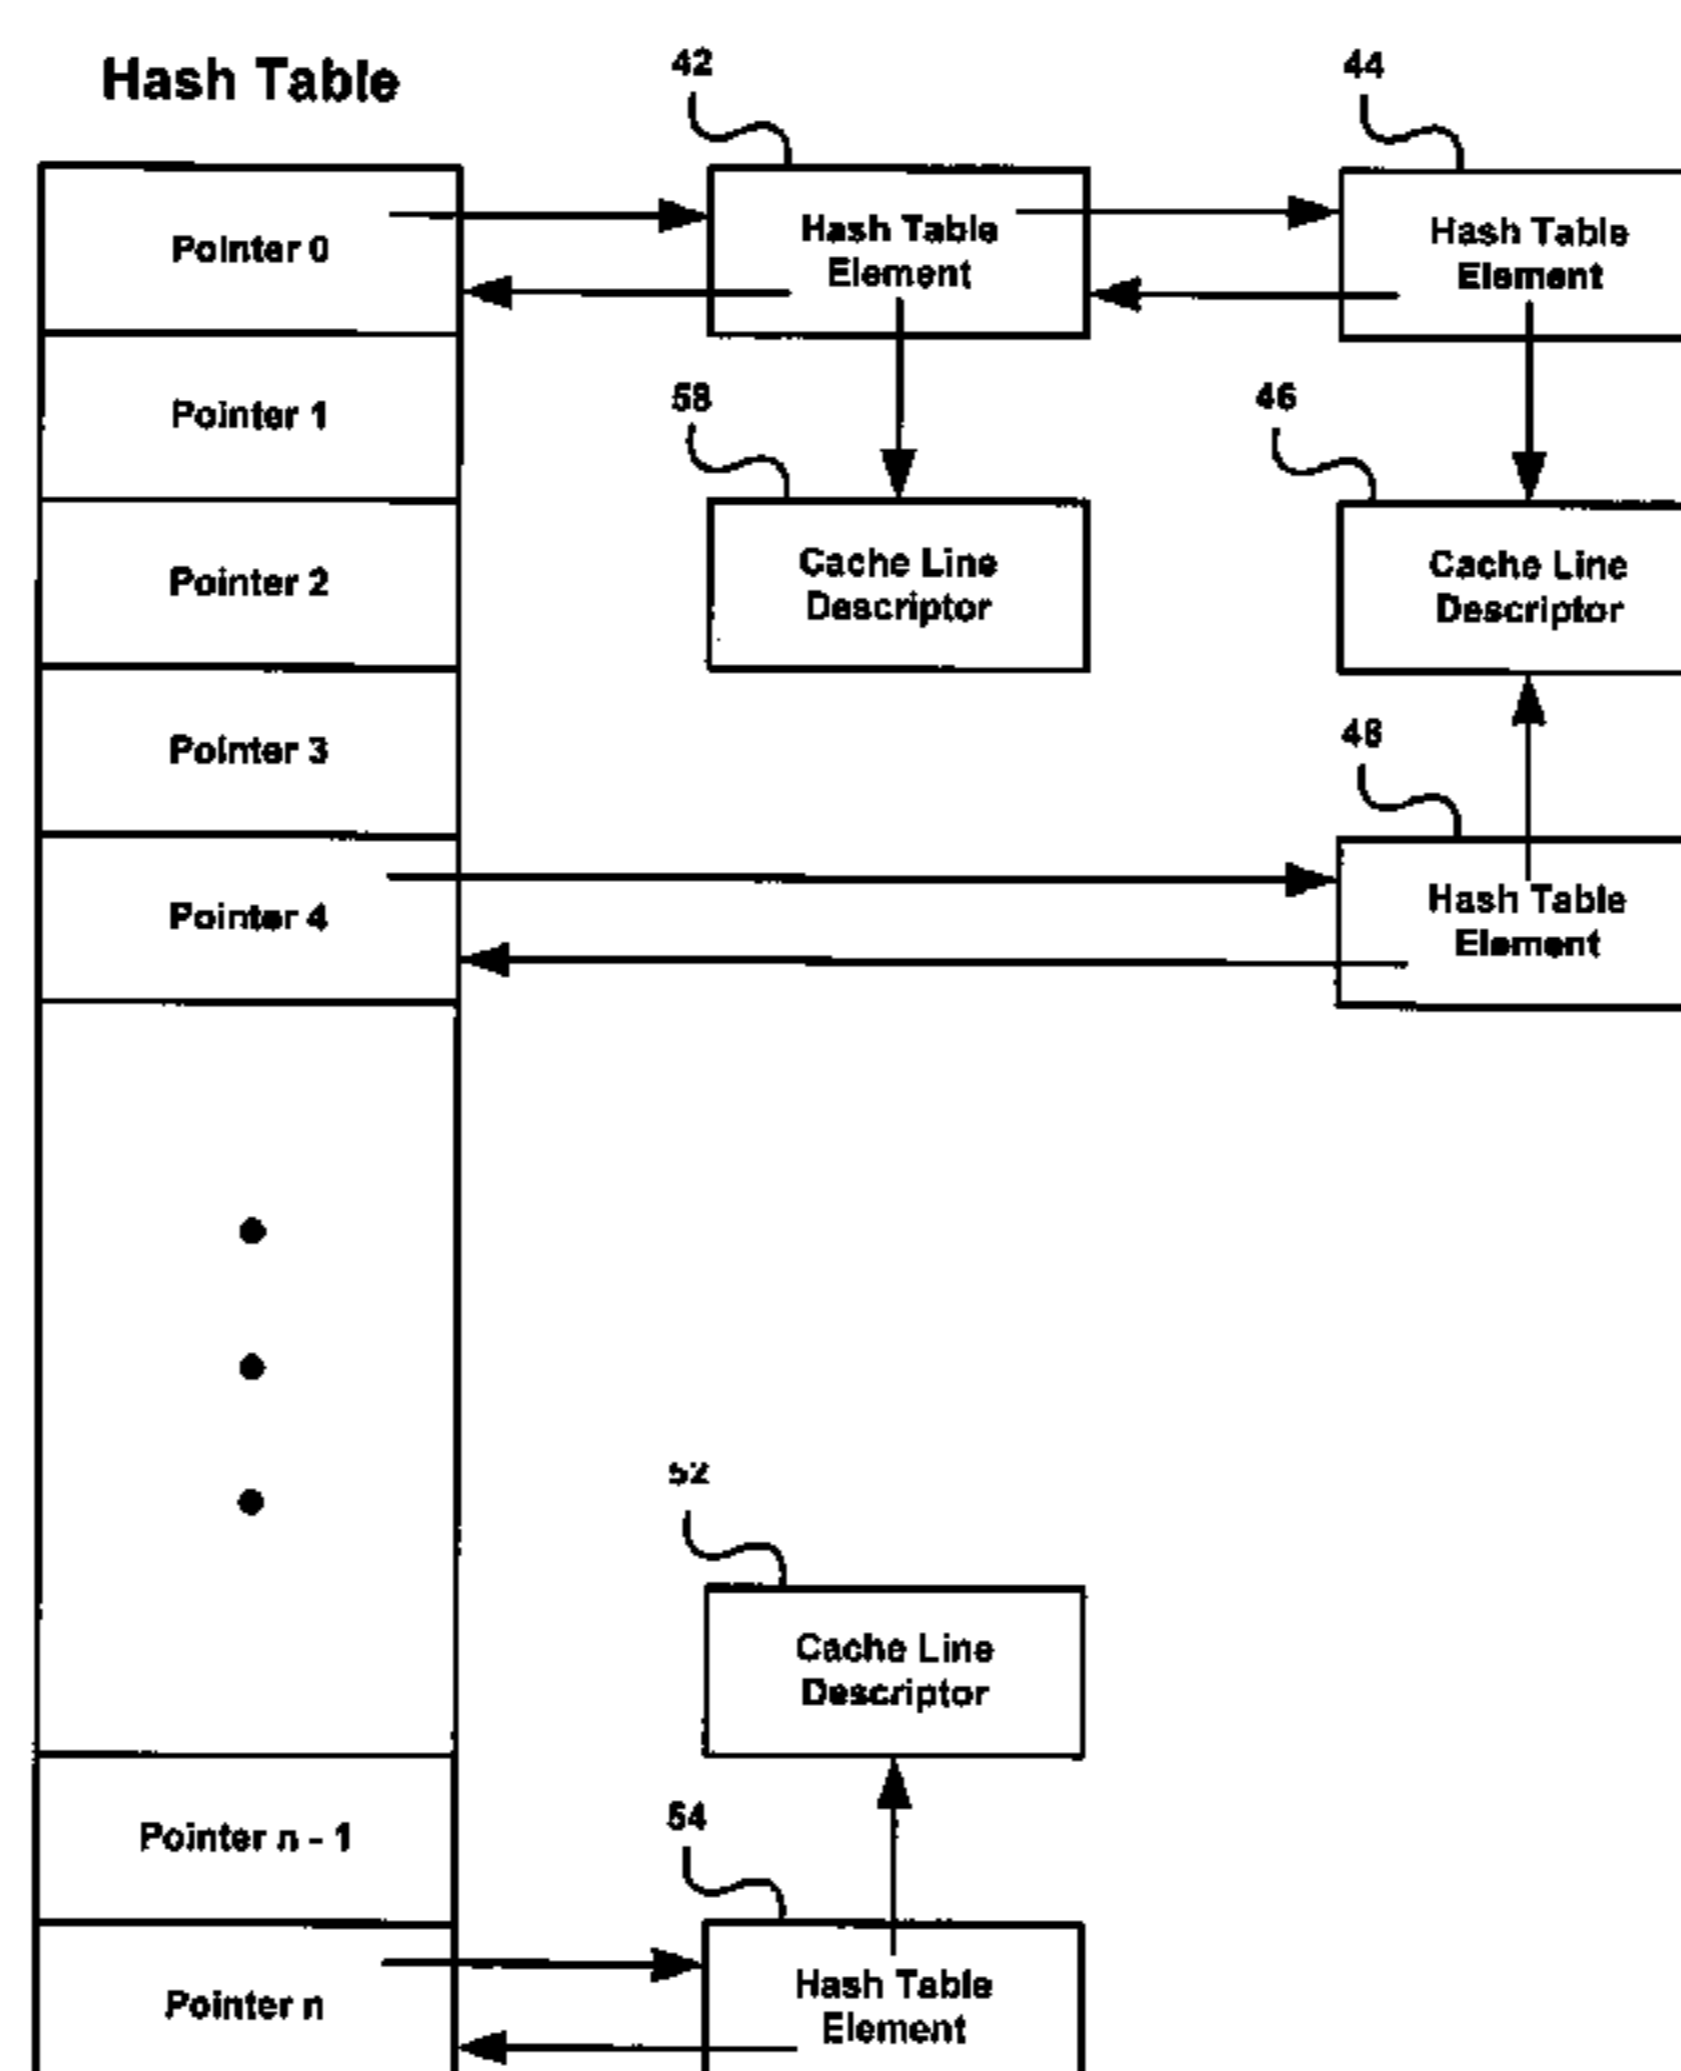 Hash Table
42
44
Pointer 0
Hash Table
Element
Hash Table
Element
Pointer 1
58
46
Pointer 2
Cache Line
Descriptor
Cache Line
Descriptor
Pointer 3
48
Pointer 4
Hash Table
Element
52
Cache Line
Descriptor
Pointer n - 1
54
Pointer n
Hash Table
Element